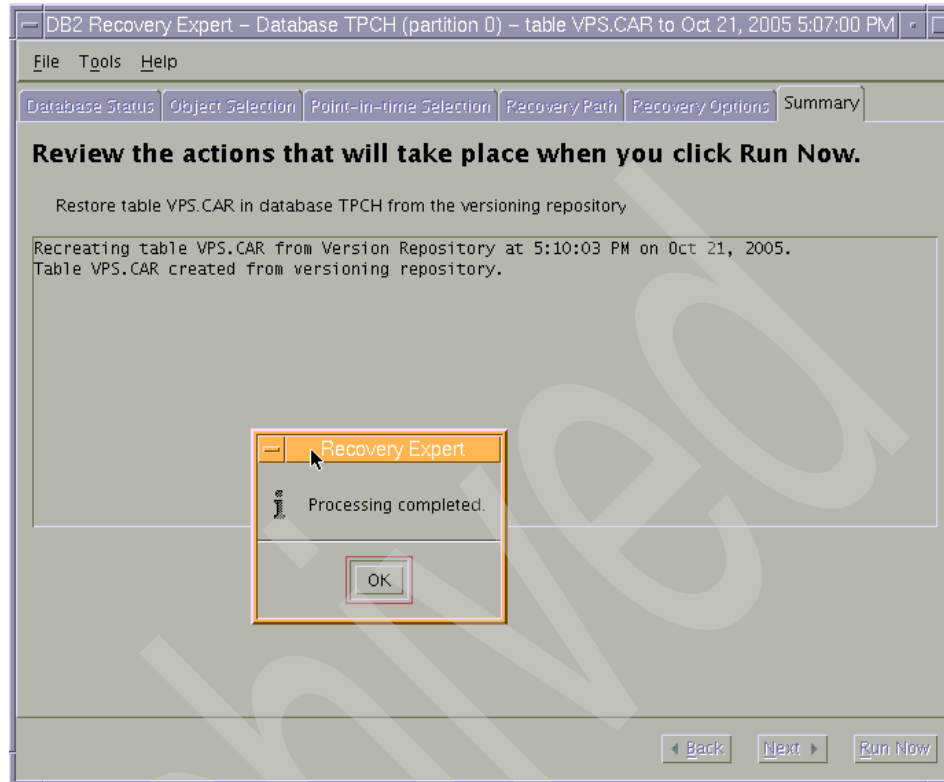 DB2 Recovery Expert – Database TPCH (partition 0) – table VPS.CAR to Oct 21, 2005 5:07:00 PM
File Tools Help
Database Status Object Selection Point-in-time Selection Recovery Path Recovery Options Summary
Review the actions that will take place when you click Run Now.
Restore table VPS.CAR in database TPCH from the versioning repository
Recreating table VPS.CAR from Version Repository at 5:10:03 PM on Oct 21, 2005.
Table VPS.CAR created from versioning repository.
Recovery Expert
Processing completed.
OK
Back Next Run Now
hived